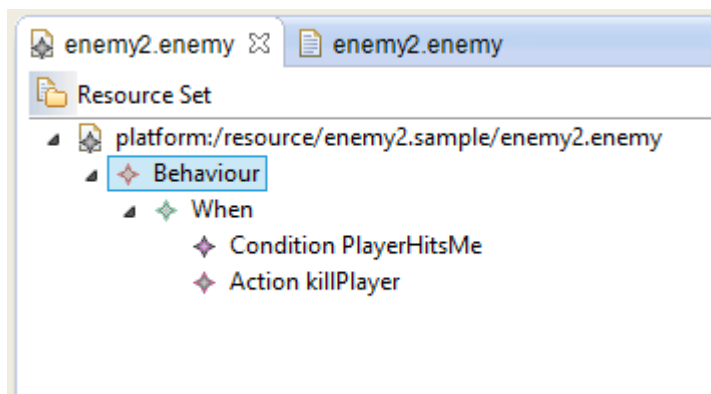 enemy2.enemy enemy2.enemy
Resource Set
platform:/resource/enemy2.sample/enemy2.enemy
Behaviour
When
Condition PlayerHitsMe
Action killPlayer